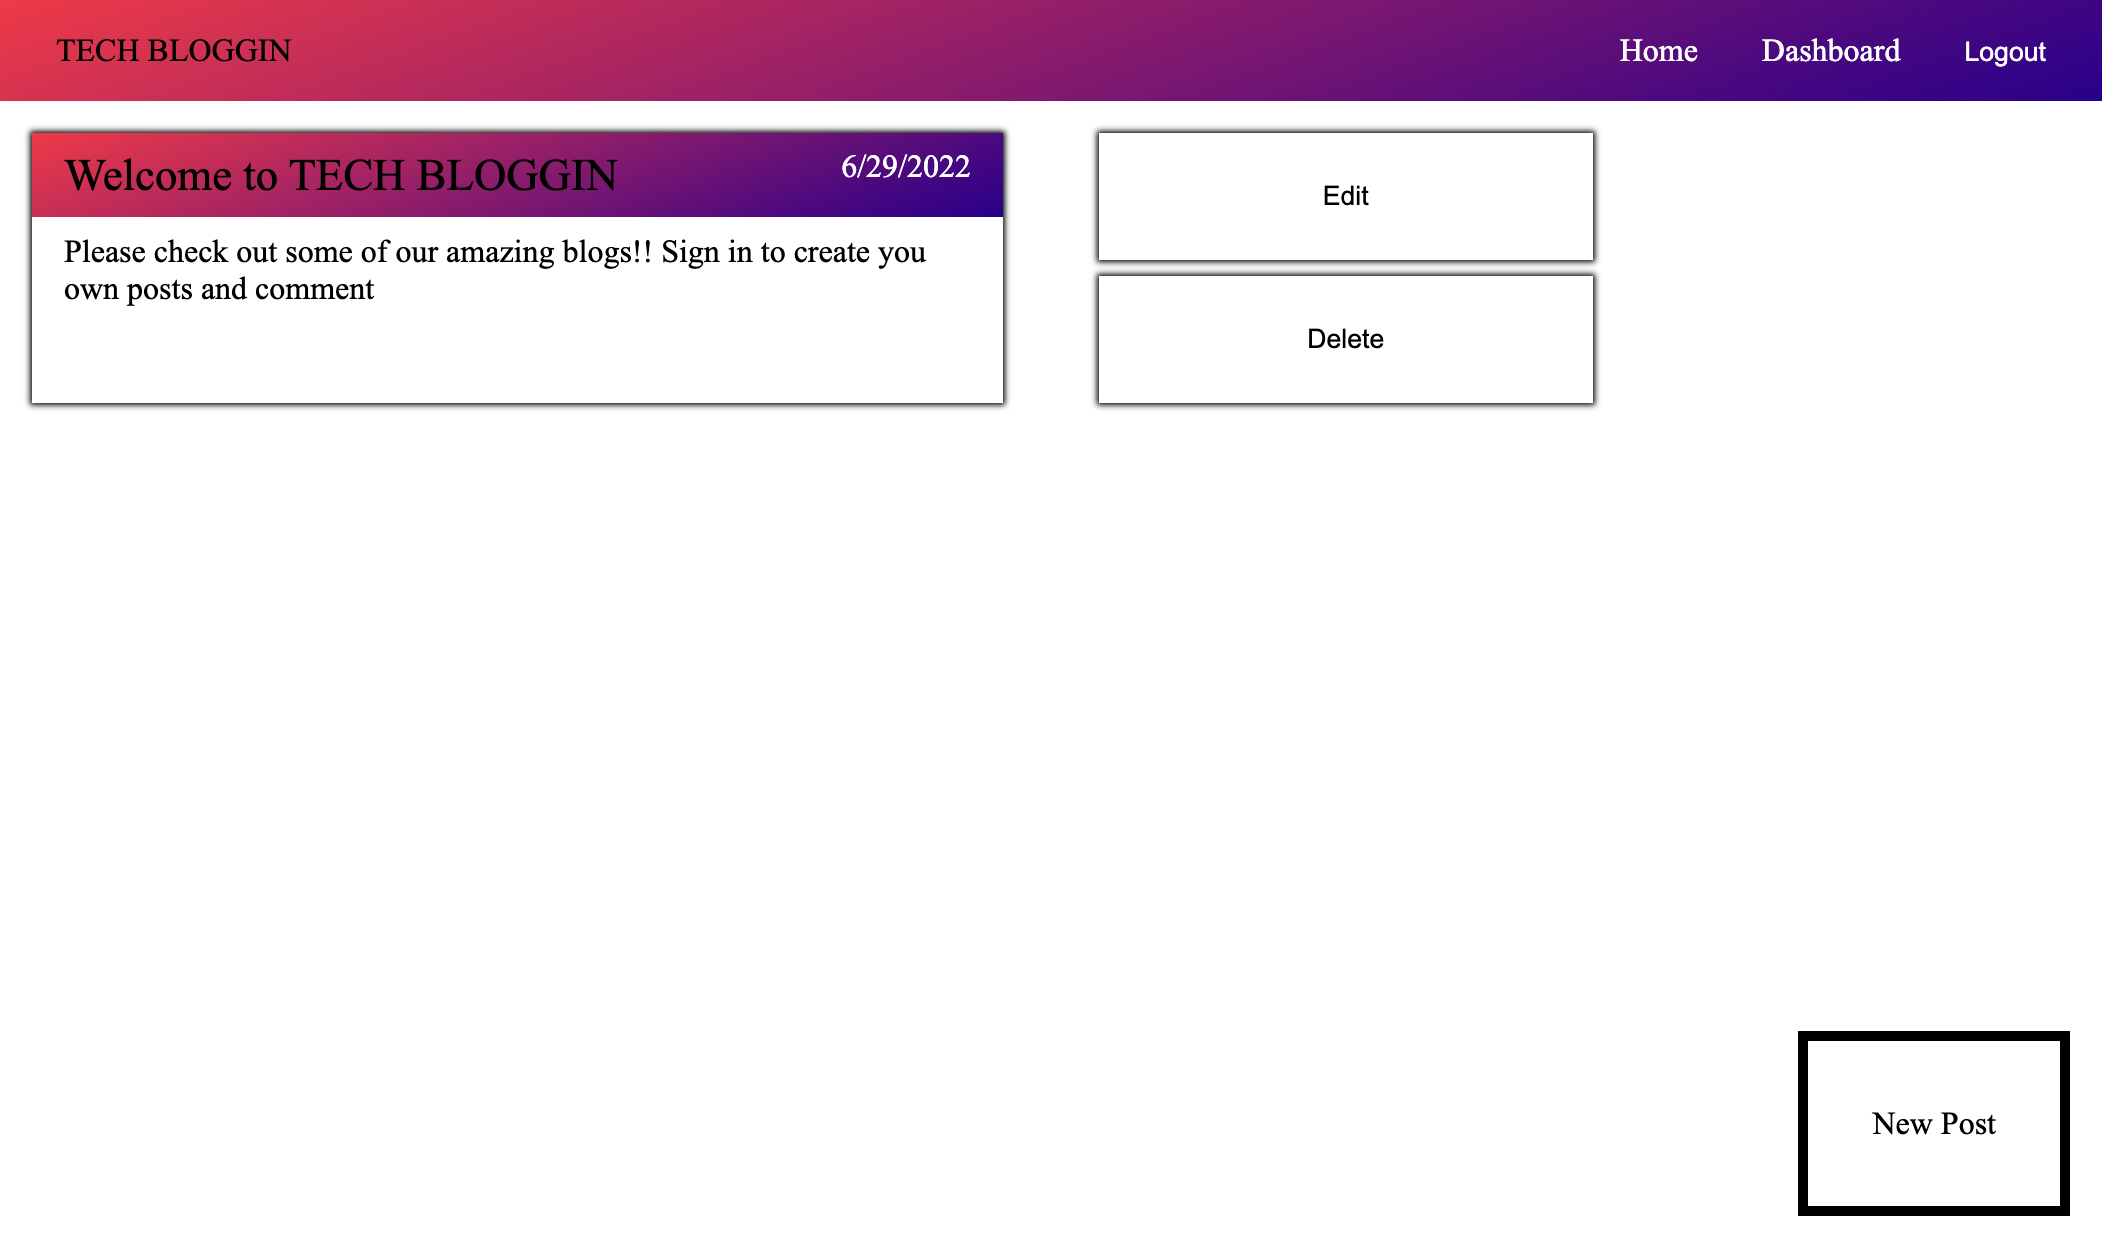 TECH BLOGGIN
Home
Dashboard
Logout
Welcome to TECH BLOGGIN
6/29/2022
Please check out some of our amazing blogs!! Sign in to create you
own posts and comment
Edit
Delete
New Post